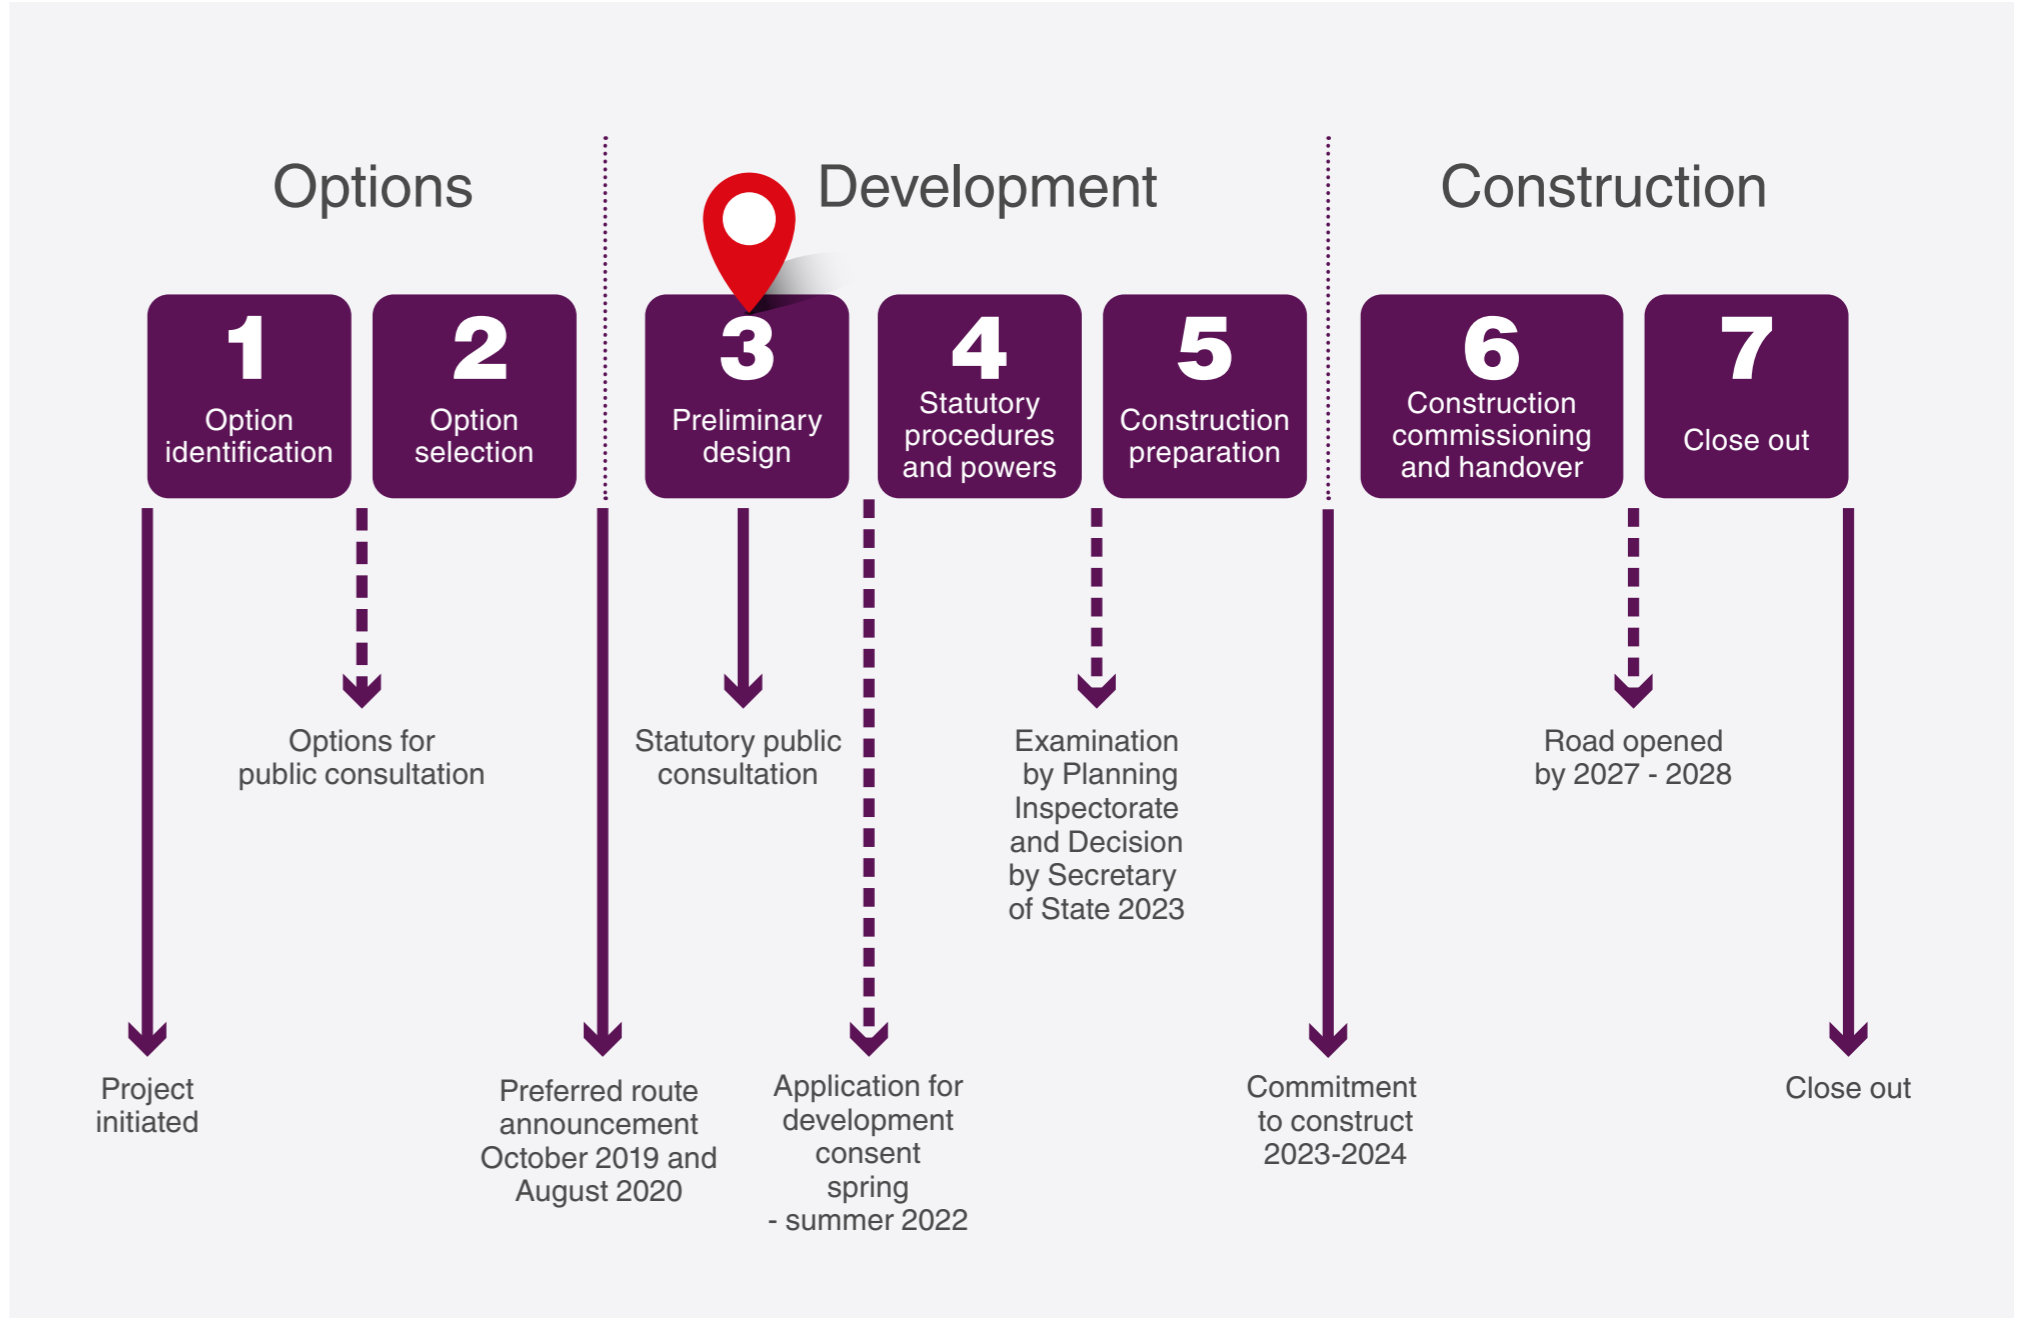 Options
Development
Construction
1
Option
identification
2
Option
selection
3
Preliminary
design
4
Statutory
procedures
and powers
5
Construction
preparation
6
Construction
commissioning
and handover
7
Close out
Options for
public consultation
Statutory public
consultation
Examination
by Planning
Inspectorate
and Decision
by Secretary
of State 2023
Road opened
by 2027 - 2028
Project
initiated
Preferred route
announcement
October 2019 and
August 2020
Application for
development
consent
spring
- summer 2022
Commitment
to construct
2023-2024
Close out